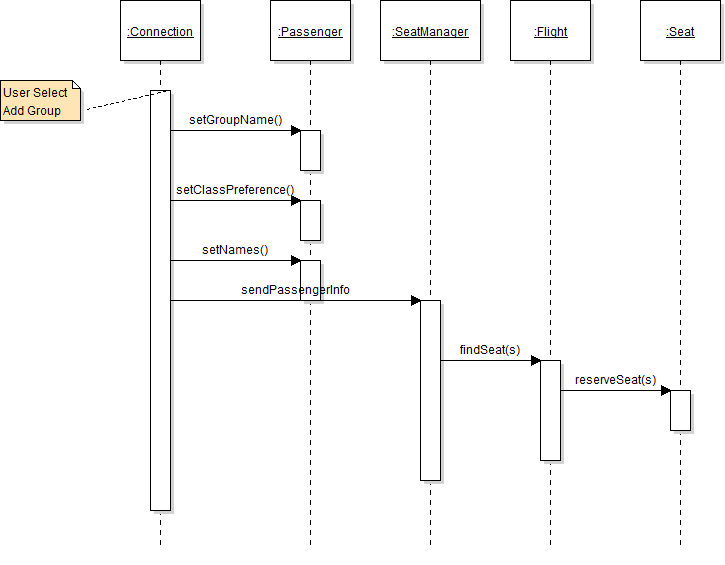 :Connection
:Passenger
:SeatManager
:Flight
:Seat
User Select
Add Group
setGroupName()
setClassPreference()
setNames()
sendPassengerInfo
findSeat(s)
reserveSeat(s)